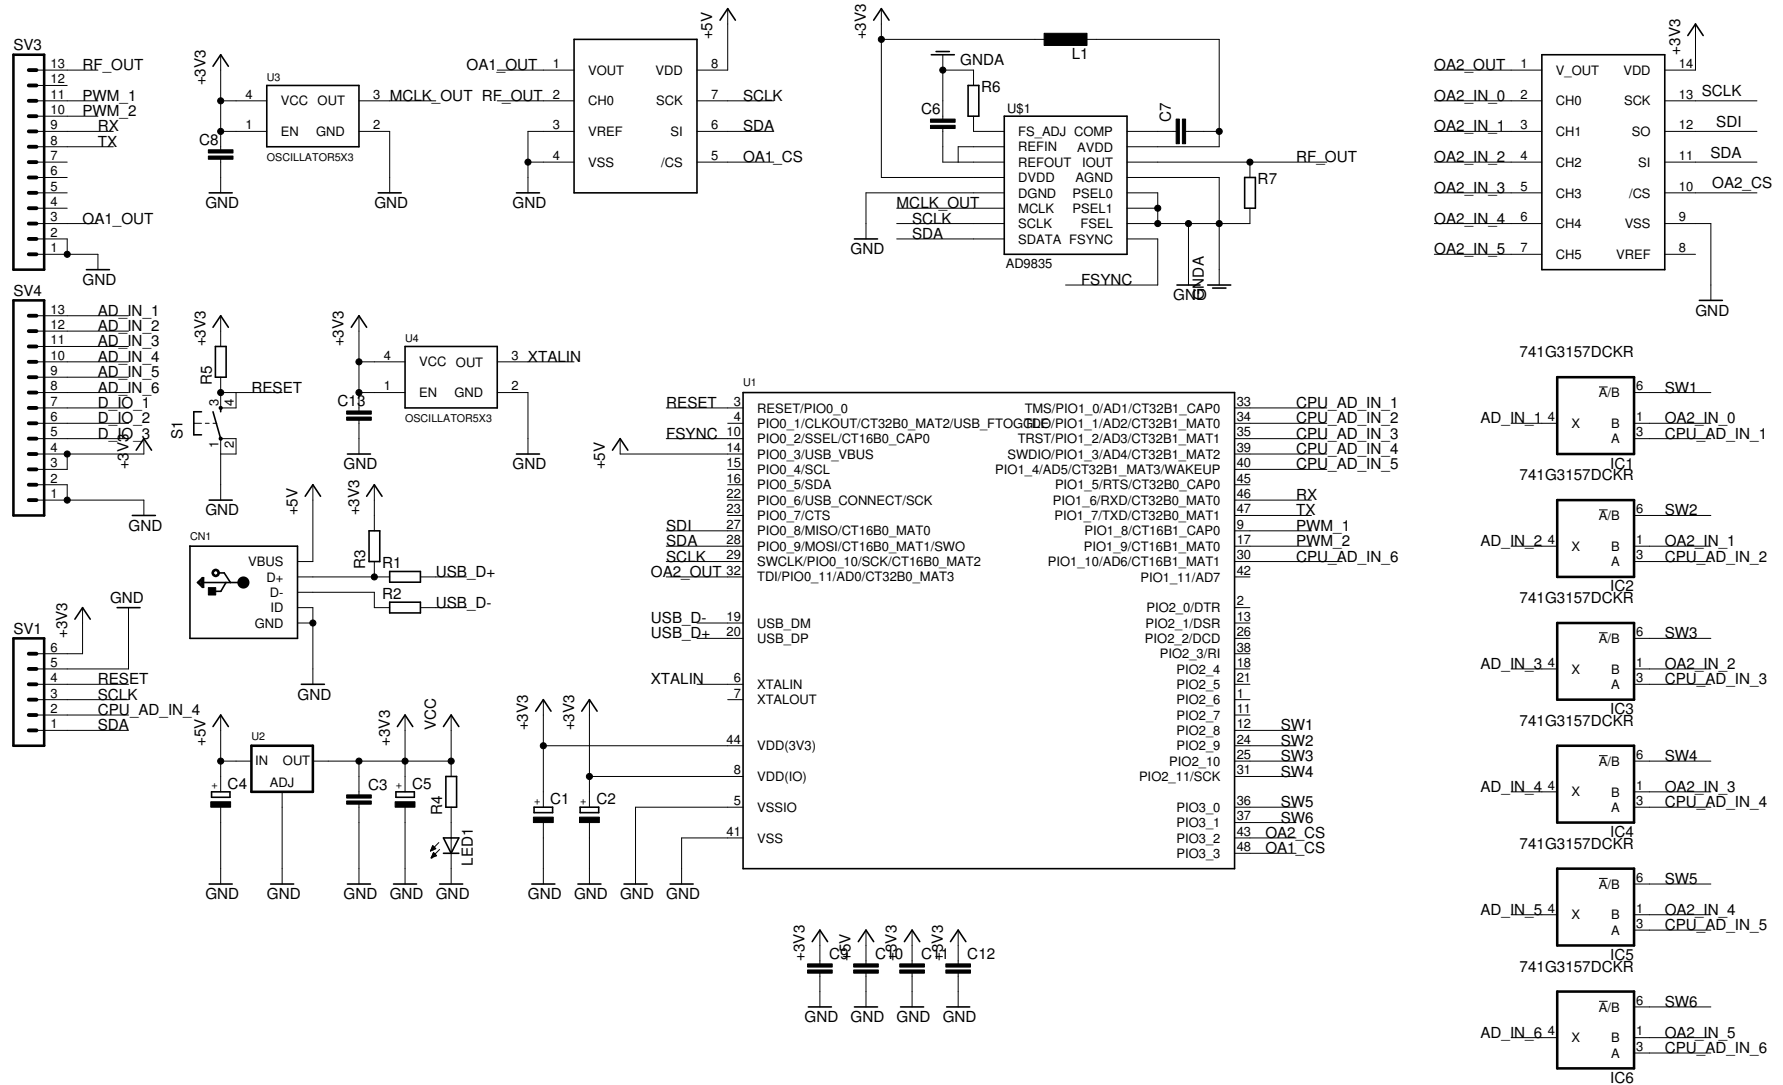 SV3
13 RF_OUT
12
11 PWM_1
10 PWM_2
9 RX
8 TX
7
6
5
4
3 OA1_OUT
2
1
GND
+3V3
U3
4 VCC OUT 3 MCLK_OUT
1 EN GND 2
OSCILLATOR5X3
C8
GND
GND
+5V
OA1_OUT 1 VOUT VDD 8
RF_OUT 2 CH0 SCK 7 SCLK
3 VREF SI 6 SDA
4 VSS /CS 5 OA1_CS
GND
+3V3
L1
GNDA
R6
C6
C7
U$1
FS_ADJ COMP
REFIN AVDD
REFOUT IOUT RF_OUT
DVDD AGND R7
DGND PSEL0
MCLK_OUT MCLK PSEL1
SCLK SCLK FSEL
SDA SDATA FSYNC
GND
AD9835
FSYNC
GND
GNDA
+3V3
OA2_OUT 1 V_OUT VDD 14
OA2_IN_0 2 CH0 SCK 13 SCLK
OA2_IN_1 3 CH1 SO 12 SDI
OA2_IN_2 4 CH2 SI 11 SDA
OA2_IN_3 5 CH3 /CS 10 OA2_CS
OA2_IN_4 6 CH4 VSS 9
OA2_IN_5 7 CH5 VREF 8
GND
SV4
13 AD_IN_1
12 AD_IN_2
11 AD_IN_3
10 AD_IN_4
9 AD_IN_5
8 AD_IN_6
7 D_IO_1
6 D_IO_2
5 D_IO_3
4 +3V3
3
2
1
GND
+3V3
R5
RESET
3 4
S1
1 2
GND
+3V3
U4
4 VCC OUT 3 XTALIN
1 EN GND 2
C13
OSCILLATOR5X3
GND
GND
CN1
+5V
+3V3
VBUS
R3
D+ R1 USB_D+
D- R2 USB_D-
ID
GND
GND
SV1
+3V3
GND
6
5
4 RESET
3 SCLK
2 CPU_AD_IN_4
1 SDA
+5V
U2
IN OUT
ADJ
+3V3
VCC
C4
C3
C5
R4
LED1
GND
GND
GND
GND
GND
+3V3
+3V3
C1
C2
GND
GND
GND
GND
U1
+5V
RESET 3 RESET/PIO0_0
4 PIO0_1/CLKOUT/CT32B0_MAT2/USB_FTOGGLE
FSYNC 10 PIO0_2/SSEL/CT16B0_CAP0
14 PIO0_3/USB_VBUS
15 PIO0_4/SCL
16 PIO0_5/SDA
22 PIO0_6/USB_CONNECT/SCK
23 PIO0_7/CTS
SDI 27 PIO0_8/MISO/CT16B0_MAT0
SDA 28 PIO0_9/MOSI/CT16B0_MAT1/SWO
SCLK 29 SWCLK/PIO0_10/SCK/CT16B0_MAT2
OA2_OUT 32 TDI/PIO0_11/AD0/CT32B0_MAT3
USB_D- 19 USB_DM
USB_D+ 20 USB_DP
XTALIN 6 XTALIN
7 XTALOUT
44 VDD(3V3)
8 VDD(IO)
5 VSSIO
41 VSS
TMS/PIO1_0/AD1/CT32B1_CAP0 33 CPU_AD_IN_1
TDO/PIO1_1/AD2/CT32B1_MAT0 34 CPU_AD_IN_2
TRST/PIO1_2/AD3/CT32B1_MAT1 35 CPU_AD_IN_3
SWDIO/PIO1_3/AD4/CT32B1_MAT2 39 CPU_AD_IN_4
PIO1_4/AD5/CT32B1_MAT3/WAKEUP 40 CPU_AD_IN_5
PIO1_5/RTS/CT32B0_CAP0 45
PIO1_6/RXD/CT32B0_MAT0 46 RX
PIO1_7/TXD/CT32B0_MAT1 47 TX
PIO1_8/CT16B1_CAP0 9 PWM_1
PIO1_9/CT16B1_MAT0 17 PWM_2
PIO1_10/AD6/CT16B1_MAT1 30 CPU_AD_IN_6
PIO1_11/AD7 42
PIO2_0/DTR 2
PIO2_1/DSR 13
PIO2_2/DCD 26
PIO2_3/RI 38
PIO2_4 18
PIO2_5 21
PIO2_6 1
PIO2_7 11
PIO2_8 12 SW1
PIO2_9 24 SW2
PIO2_10 25 SW3
PIO2_11/SCK 31 SW4
PIO3_0 36 SW5
PIO3_1 37 SW6
PIO3_2 43 OA2_CS
PIO3_3 48 OA1_CS
+3V3 C9
+5V C10
+3V3 C11
+3V3 C12
GND
GND
GND
GND
741G3157DCKR
A/B 6 SW1
AD_IN_1 4 X B 1 OA2_IN_0
A 3 CPU_AD_IN_1
IC1
741G3157DCKR
A/B 6 SW2
AD_IN_2 4 X B 1 OA2_IN_1
A 3 CPU_AD_IN_2
IC2
741G3157DCKR
A/B 6 SW3
AD_IN_3 4 X B 1 OA2_IN_2
A 3 CPU_AD_IN_3
IC3
741G3157DCKR
A/B 6 SW4
AD_IN_4 4 X B 1 OA2_IN_3
A 3 CPU_AD_IN_4
IC4
741G3157DCKR
A/B 6 SW5
AD_IN_5 4 X B 1 OA2_IN_4
A 3 CPU_AD_IN_5
IC5
741G3157DCKR
A/B 6 SW6
AD_IN_6 4 X B 1 OA2_IN_5
A 3 CPU_AD_IN_6
IC6